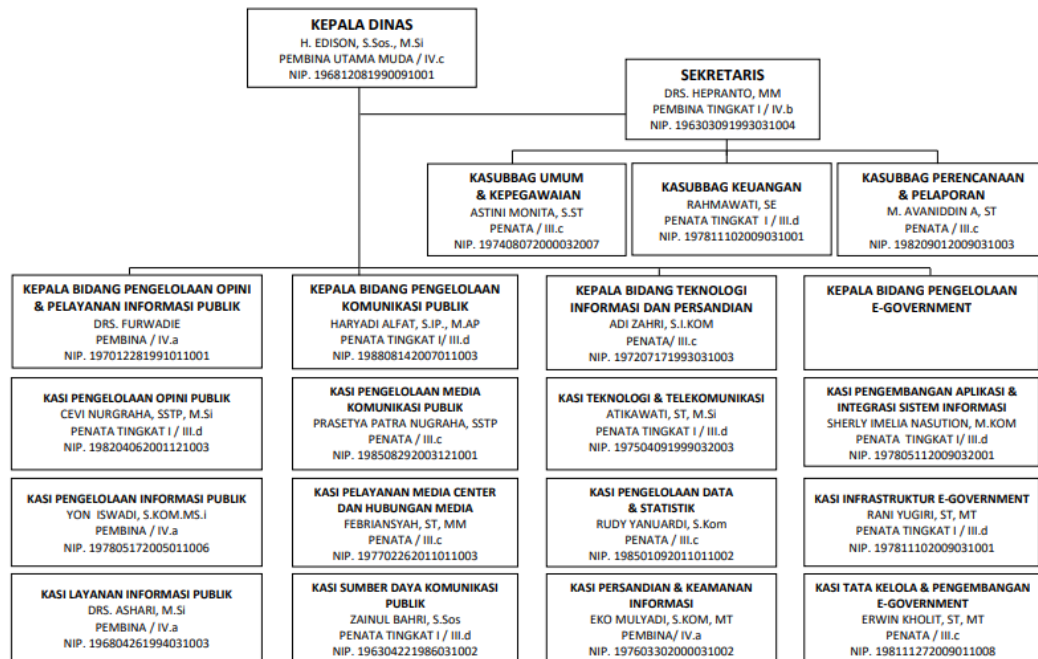 KEPALA DINAS
H. EDISON, S.Sos., M.Si
PEMBINA UTAMA MUDA / IV.c
NIP. 196812081990091001
SEKRETARIS
DRS. HEPRANTO, MM
PEMBINA TINGKAT I / IV.b
NIP. 196303091993031004
KASUBBAG UMUM
& KEPEGAWAIAN
ASTINI MONITA, S.ST
PENATA / III.c
NIP. 197408072000032007
KASUBBAG KEUANGAN
RAHMAWATI, SE
PENATA TINGKAT I / III.d
NIP. 197811102009031001
KASUBBAG PERENCANAAN
& PELAPORAN
M. AVANIDDIN A, ST
PENATA / III.c
NIP. 198209012009031003
KEPALA BIDANG PENGELOLAAN OPINI
& PELAYANAN INFORMASI PUBLIK
DRS. FURWADIE
PEMBINA / IV.a
NIP. 197012281991011001
KEPALA BIDANG PENGELOLAAN
KOMUNIKASI PUBLIK
HARYADI ALFAT, S.IP., M.AP
PENATA TINGKAT I/ III.d
NIP. 198808142007011003
KEPALA BIDANG TEKNOLOGI
INFORMASI DAN PERSANDIAN
ADI ZAHRI, S.I.KOM
PENATA/ III.c
NIP. 197207171993031003
KEPALA BIDANG PENGELOLAAN
E-GOVERNMENT
KASI PENGELOLAAN OPINI PUBLIK
CEVI NURGRAHA, SSTP, M.Si
PENATA TINGKAT I / III.d
NIP. 198204062001121003
KASI PENGELOLAAN MEDIA
KOMUNIKASI PUBLIK
PRASETYA PATRA NUGRAHA, SSTP
PENATA / III.c
NIP. 198508292003121001
KASI TEKNOLOGI & TELEKOMUNIKASI
ATIKAWATI, ST, M.Si
PENATA TINGKAT I / III.d
NIP. 197504091999032003
KASI PENGEMBANGAN APLIKASI &
INTEGRASI SISTEM INFORMASI
SHERLY IMELIA NASUTION, M.KOM
PENATA TINGKAT I/ III.d
NIP. 197805112009032001
KASI PENGELOLAAN INFORMASI PUBLIK
YON ISWADI, S.KOM.MS.i
PEMBINA / IV.a
NIP. 197805172005011006
KASI PELAYANAN MEDIA CENTER
DAN HUBUNGAN MEDIA
FEBRIANSYAH, ST, MM
PENATA / III.c
NIP. 197702262011011003
KASI PENGELOLAAN DATA
& STATISTIK
RUDY YANUARDI, S.Kom
PENATA / III.c
NIP. 198501092011011002
KASI INFRASTRUKTUR E-GOVERNMENT
RANI YUGIRI, ST, MT
PENATA TINGKAT I / III.d
NIP. 197811102009031001
KASI LAYANAN INFORMASI PUBLIK
DRS. ASHARI, M.Si
PEMBINA / IV.a
NIP. 196804261994031003
KASI SUMBER DAYA KOMUNIKASI
PUBLIK
ZAINUL BAHRI, S.Sos
PENATA TINGKAT I / III.d
NIP. 196304221986031002
KASI PERSANDIAN & KEAMANAN
INFORMASI
EKO MULYADI, S.KOM, MT
PEMBINA/ IV.a
NIP. 197603302000031002
KASI TATA KELOLA & PENGEMBANGAN
E-GOVERNMENT
ERWIN KHOLIT, ST, MT
PENATA / III.c
NIP. 198111272009011008